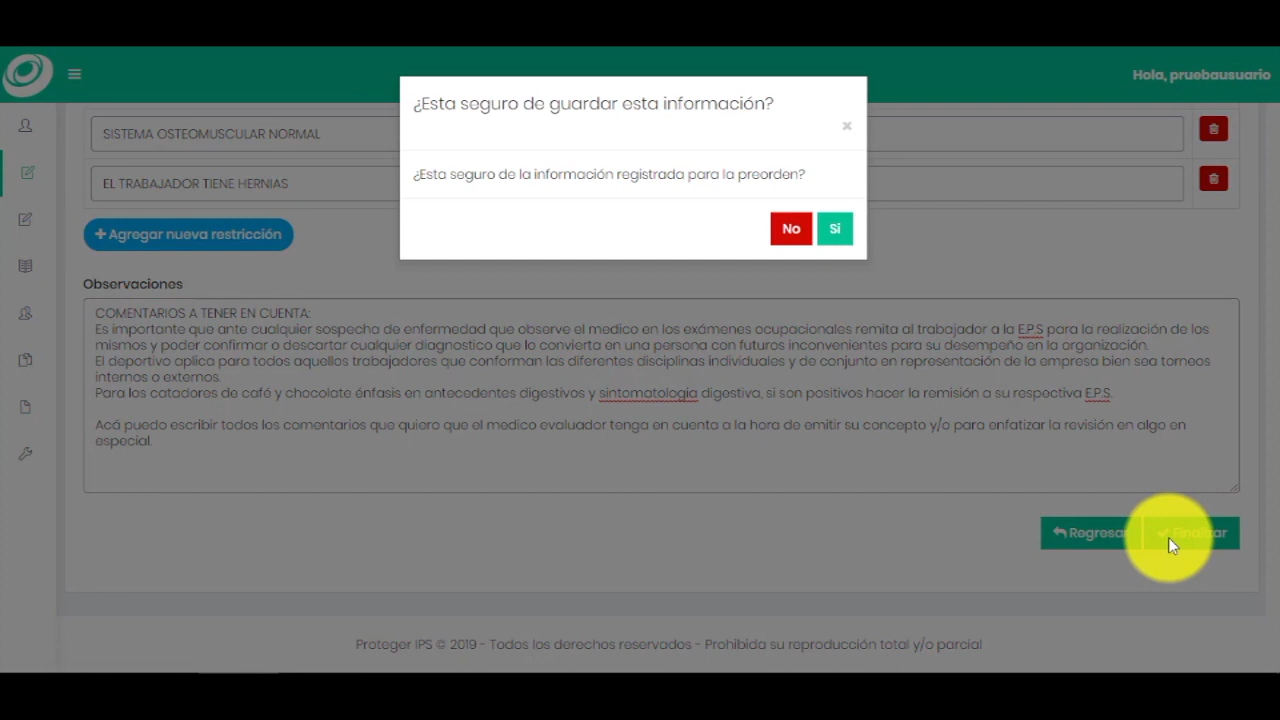 Hola, pruebausuario
¿Esta seguro de guardar esta información?
×
¿Esta seguro de la información registrada para la preorden?
No
Si
SISTEMA OSTEOMUSCULAR NORMAL
EL TRABAJADOR TIENE HERNIAS
+ Agregar nueva restricción
Observaciones
COMENTARIOS A TENER EN CUENTA:
Es importante que ante cualquier sospecha de enfermedad que observe el medico en los exámenes ocupacionales remita al trabajador a la E.P.S para la realización de los
mismos y poder confirmar o descartar cualquier diagnostico que lo convierta en una persona con futuros inconvenientes para su desempeño en la organización.
El deportivo aplica para todos aquellos trabajadores que conforman las diferentes disciplinas individuales y de conjunto en representación de la empresa bien sea torneos
internos o externos.
Para los catadores de café y chocolate énfasis en antecedentes digestivos y sintomatologia digestiva, si son positivos hacer la remisión a su respectiva E.P.S.
Acá puedo escribir todos los comentarios que quiero que el medico evaluador tenga en cuenta a la hora de emitir su concepto y/o para enfatizar la revisión en algo en
especial.
Regresar
Finalizar
Proteger IPS © 2019 - Todos los derechos reservados - Prohibida su reproducción total y/o parcial